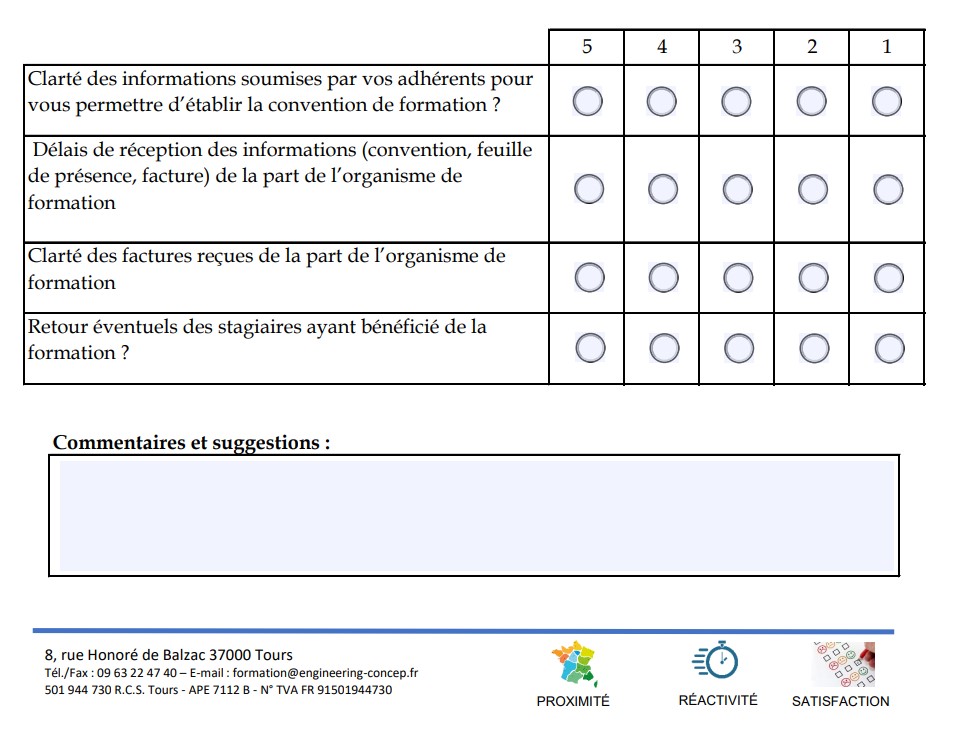 5 4 3 2 1
Clarté des informations soumises par vos adhérents pour
vous permettre d’établir la convention de formation ?
Délais de réception des informations (convention, feuille
de présence, facture) de la part de l’organisme de
formation
Clarté des factures reçues de la part de l’organisme de
formation
Retour éventuels des stagiaires ayant bénéficié de la
formation ?
Commentaires et suggestions :
8, rue Honoré de Balzac 37000 Tours
Tél./Fax : 09 63 22 47 40 – E-mail : formation@engineering-concep.fr
501 944 730 R.C.S. Tours - APE 7112 B - N° TVA FR 91501944730
PROXIMITÉ
RÉACTIVITÉ
SATISFACTION